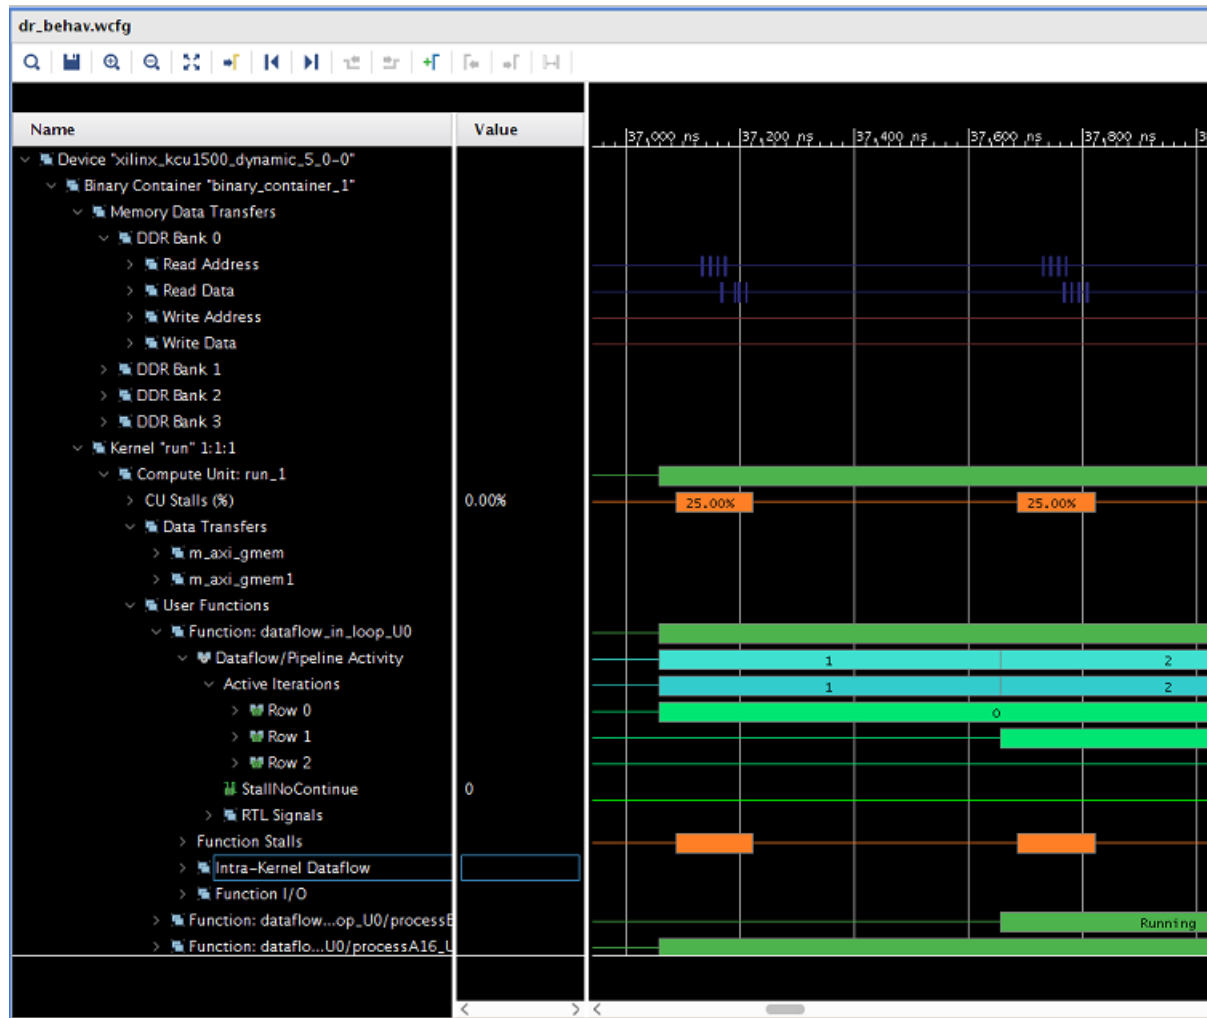 dr_behav.wcfg
Name Value
37,000 ns 37,200 ns 37,400 ns 37,600 ns 37,800 ns
Device "xilinx_kcu1500_dynamic_5_0-0"
Binary Container "binary_container_1"
Memory Data Transfers
DDR Bank 0
Read Address
Read Data
Write Address
Write Data
DDR Bank 1
DDR Bank 2
DDR Bank 3
Kernel "run" 1:1:1
Compute Unit: run_1
CU Stalls (%) 0.00% 25.00% 25.00%
Data Transfers
m_axi_gmem
m_axi_gmem1
User Functions
Function: dataflow_in_loop_U0
Dataflow/Pipeline Activity 1 2
Active Iterations 1 2
Row 0 0
Row 1
Row 2
StallNoContinue 0
RTL Signals
Function Stalls
Intra-Kernel Dataflow
Function I/O
Function: dataflow...op_U0/processE Running
Function: dataflo...U0/processA16_U